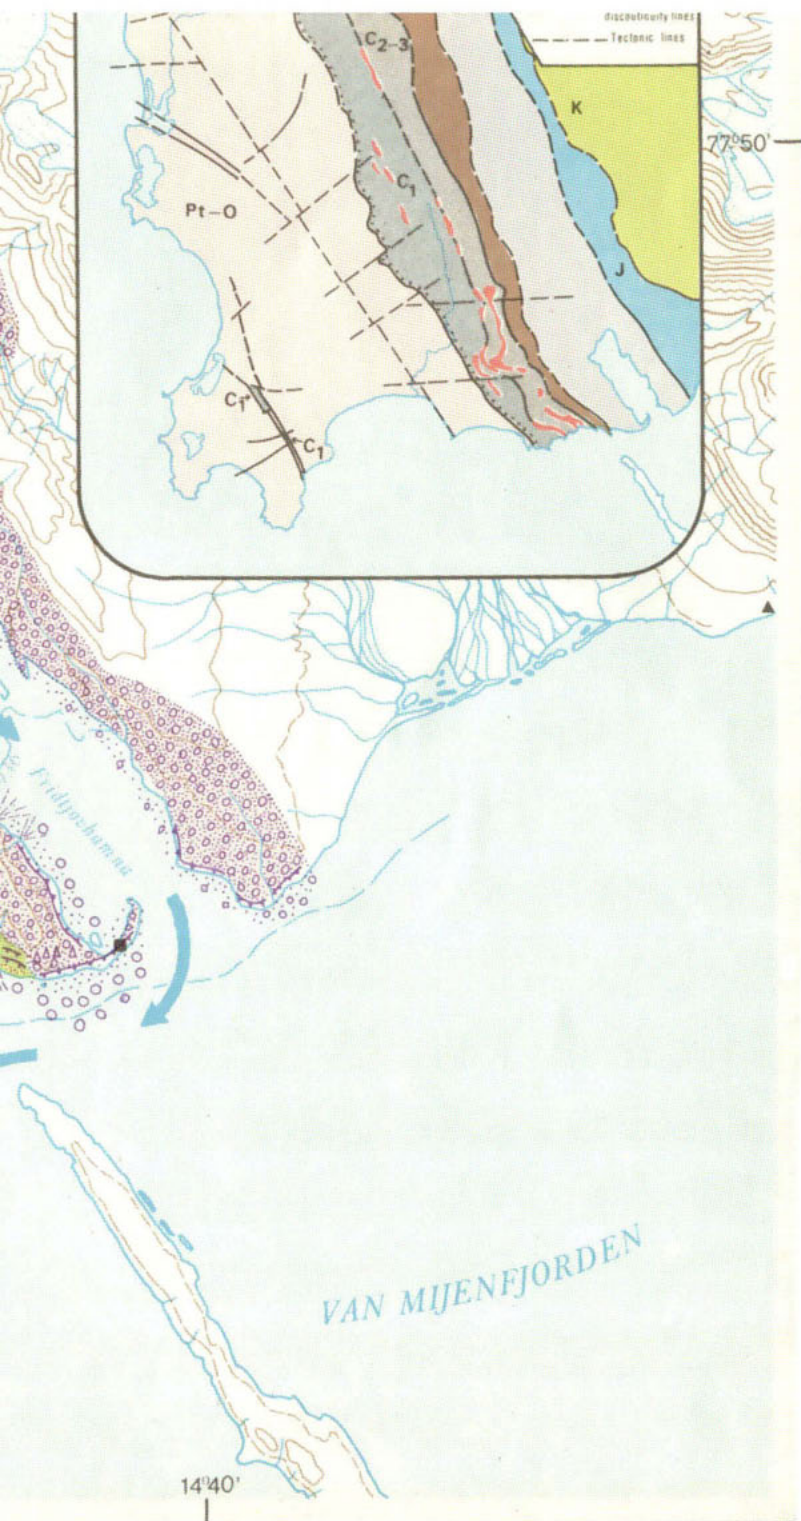 discontinuity lines
Tectonic lines
C2-3
K
77°50'
C1
Pt-O
J
C1
C1
Fridtjovhamna
VAN MIJENFJORDEN
14°40'